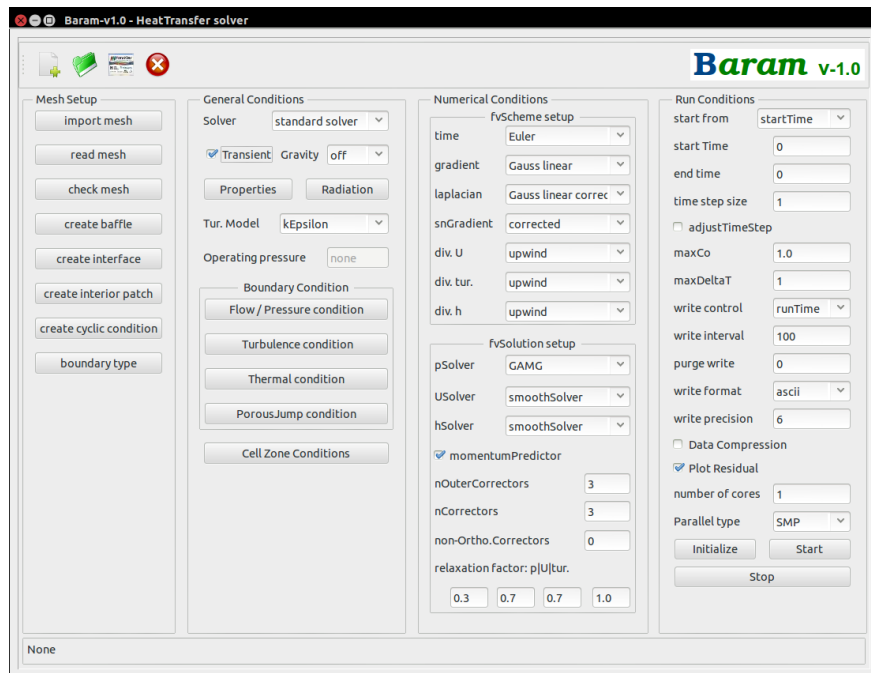 Baram-v1.0 - HeatTransfer solver
Baram v-1.0
Mesh Setup
import mesh
read mesh
check mesh
create baffle
create interface
create interior patch
create cyclic condition
boundary type
General Conditions
Solver standard solver
Transient Gravity off
Properties Radiation
Tur. Model kEpsilon
Operating pressure none
Boundary Condition
Flow / Pressure condition
Turbulence condition
Thermal condition
PorousJump condition
Cell Zone Conditions
Numerical Conditions
fvScheme setup
time Euler
gradient Gauss linear
laplacian Gauss linear correc
snGradient corrected
div. U upwind
div. tur. upwind
div. h upwind
fvSolution setup
pSolver GAMG
USolver smoothSolver
hSolver smoothSolver
momentumPredictor
nOuterCorrectors 3
nCorrectors 3
non-Ortho.Correctors 0
relaxation factor: p|U|tur.
0.3 0.7 0.7 1.0
Run Conditions
start from startTime
start Time 0
end time 0
time step size 1
adjustTimeStep
maxCo 1.0
maxDeltaT 1
write control runTime
write interval 100
purge write 0
write format ascii
write precision 6
Data Compression
Plot Residual
number of cores 1
Parallel type SMP
Initialize Start
Stop
None